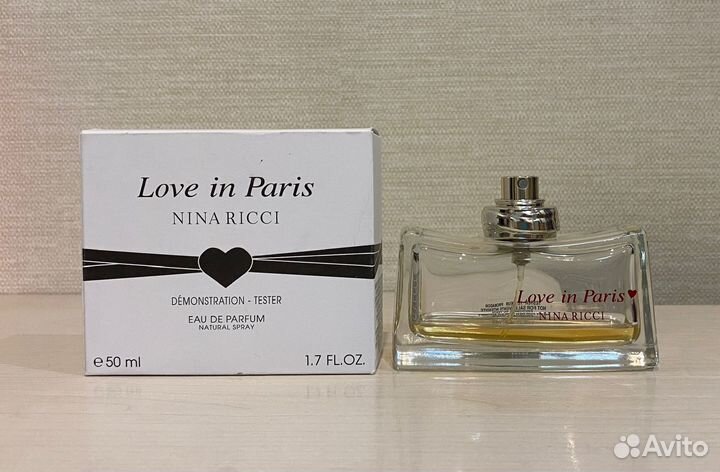 Love in Paris
NINA RICCI
DÉMONSTRATION - TESTER
EAU DE PARFUM
NATURAL SPRAY
e 50 ml
1.7 FL.OZ.
Love in Paris
NINA RICCI
Avito